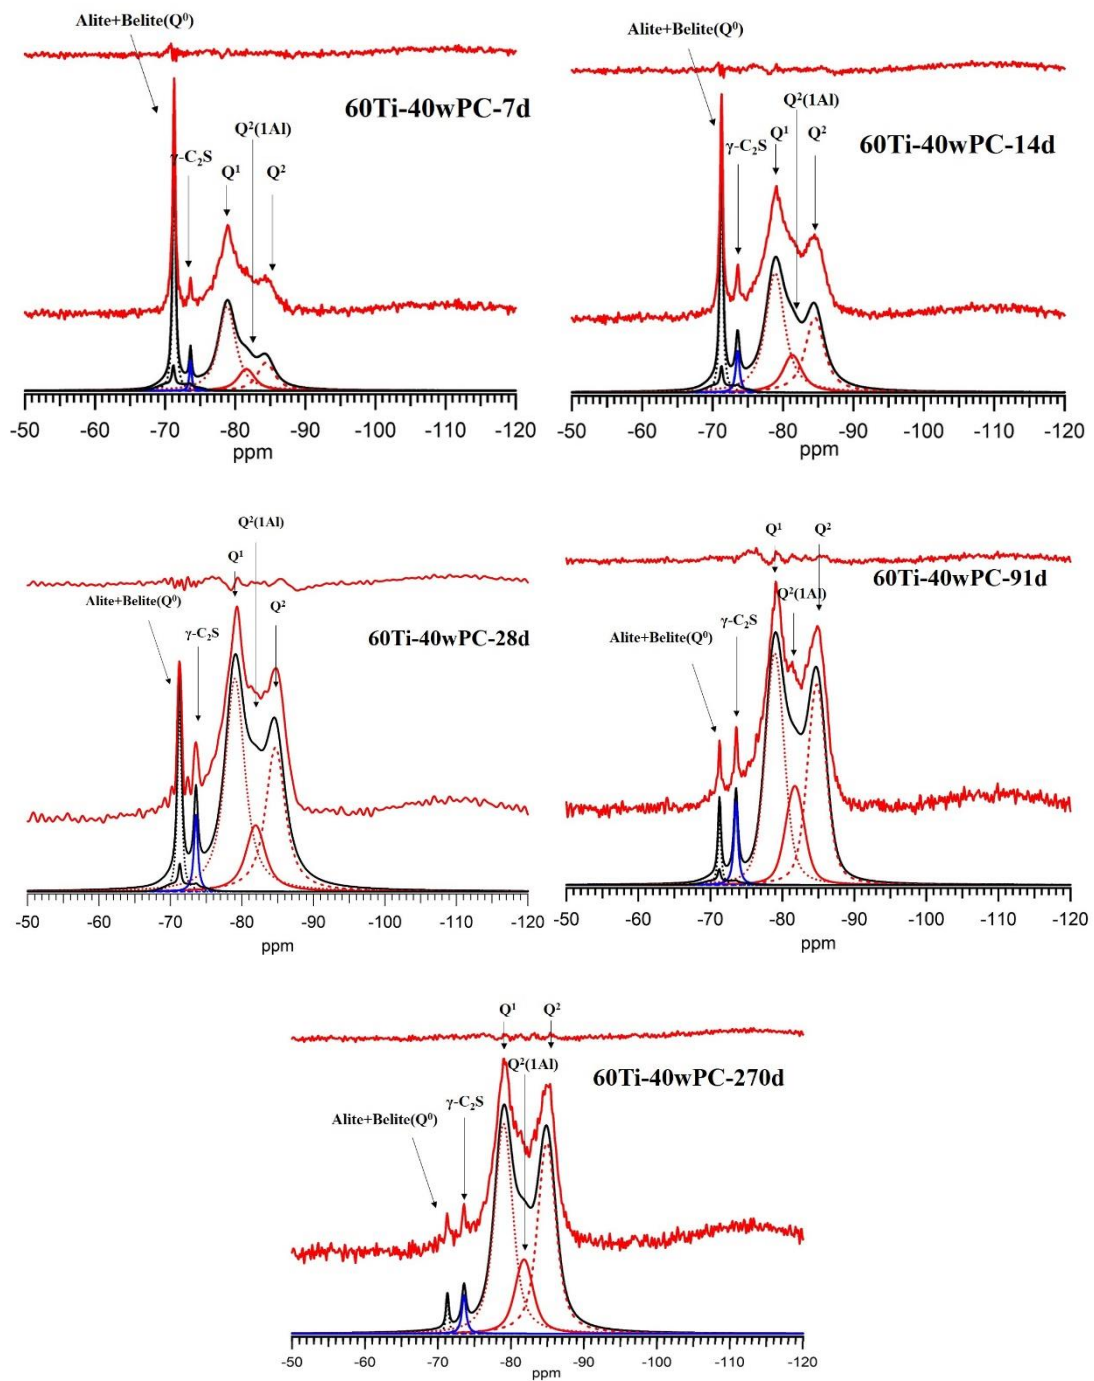 Alite+Belite(Q⁰)
60Ti-40wPC-7d
Q²(1Al)
γ-C₂S
Q¹
Q²
-50 -60 -70 -80 -90 -100 -110 -120
ppm
Alite+Belite(Q⁰)
Q²(1Al)
Q¹
Q²
60Ti-40wPC-14d
γ-C₂S
-50 -60 -70 -80 -90 -100 -110 -120
ppm
Q²(1Al)
Q¹
Alite+Belite(Q⁰)
Q²
γ-C₂S
60Ti-40wPC-28d
-50 -60 -70 -80 -90 -100 -110 -120
ppm
Q¹
Q²
60Ti-40wPC-91d
Q²(1Al)
γ-C₂S
Alite+Belite(Q⁰)
-50 -60 -70 -80 -90 -100 -110 -120
ppm
Q¹
Q²
Q²(1Al)
60Ti-40wPC-270d
γ-C₂S
Alite+Belite(Q⁰)
-50 -60 -70 -80 -90 -100 -110 -120
ppm